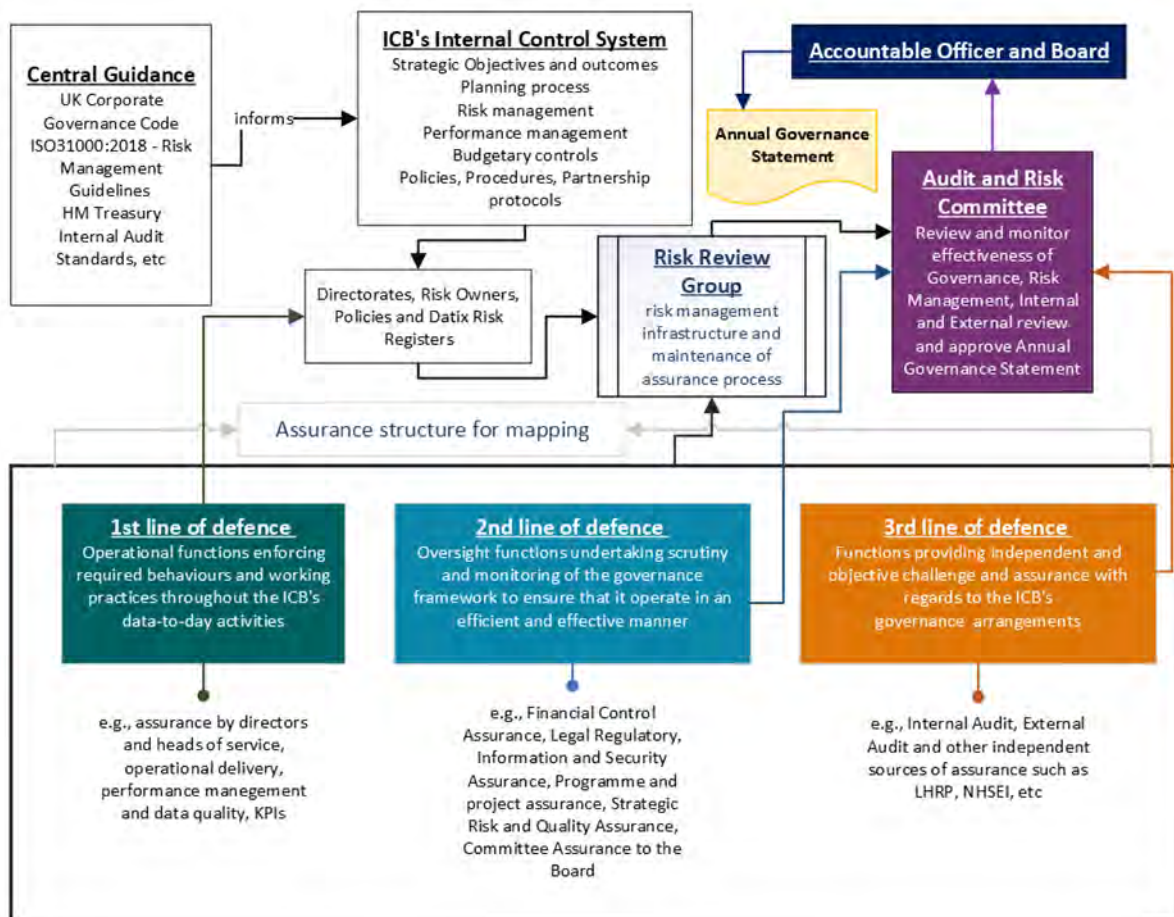 Central Guidance
UK Corporate
Governance Code
ISO31000:2018 - Risk
Management
Guidelines
HM Treasury
Internal Audit
Standards, etc
informs
ICB's Internal Control System
Strategic Objectives and outcomes
Planning process
Risk management
Performance management
Budgetary controls
Policies, Procedures, Partnership
protocols
Accountable Officer and Board
Annual Governance
Statement
Audit and Risk
Committee
Review and monitor
effectiveness of
Governance, Risk
Management, Internal
and External review
and approve Annual
Governance Statement
Directorates, Risk Owners,
Policies and Datix Risk
Registers
Risk Review
Group
risk management
infrastructure and
maintenance of
assurance process
Assurance structure for mapping
1st line of defence
Operational functions enforcing
required behaviours and working
practices throughout the ICB's
data-to-day activities
2nd line of defence
Oversight functions undertaking scrutiny
and monitoring of the governance
framework to ensure that it operate in an
efficient and effective manner
3rd line of defence
Functions providing independent and
objective challenge and assurance with
regards to the ICB's
governance arrangements
e.g., assurance by directors
and heads of service,
operational delivery,
performance manegement
and data quality, KPIs
e.g., Financial Control
Assurance, Legal Regulatory,
Information and Security
Assurance, Programme and
project assurance, Strategic
Risk and Quality Assurance,
Committee Assurance to the
Board
e.g., Internal Audit, External
Audit and other independent
sources of assurance such as
LHRP, NHSEI, etc